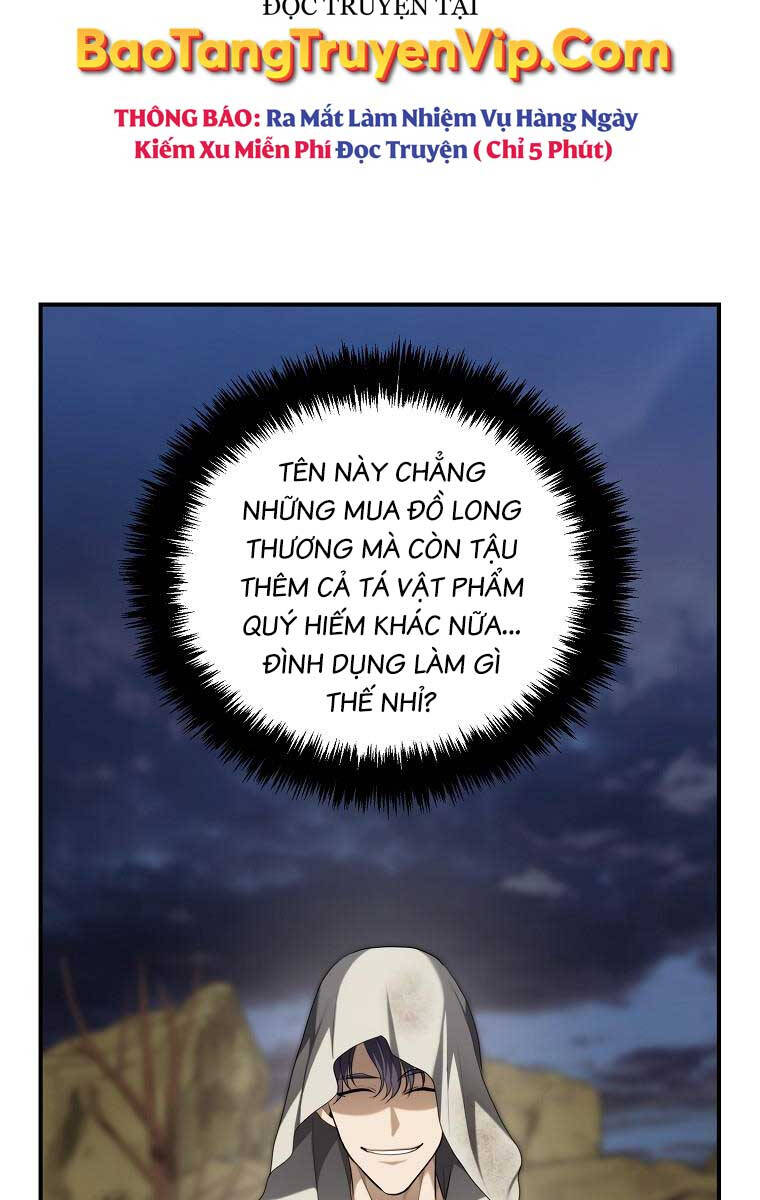 ĐỌC TRUYỆN TẠI
BaoTangTruyenVip.Com
THÔNG BÁO: Ra Mắt Làm Nhiệm Vụ Hàng Ngày
Kiếm Xu Miễn Phí Đọc Truyện ( Chỉ 5 Phút)
TÊN NÀY CHẲNG
NHỮNG MUA ĐỒ LONG
THƯƠNG MÀ CÒN TẬU
THÊM CẢ TÁ VẬT PHẨM
QUÝ HIẾM KHÁC NỮA...
ĐÌNH DỤNG LÀM GÌ
THẾ NHỈ?